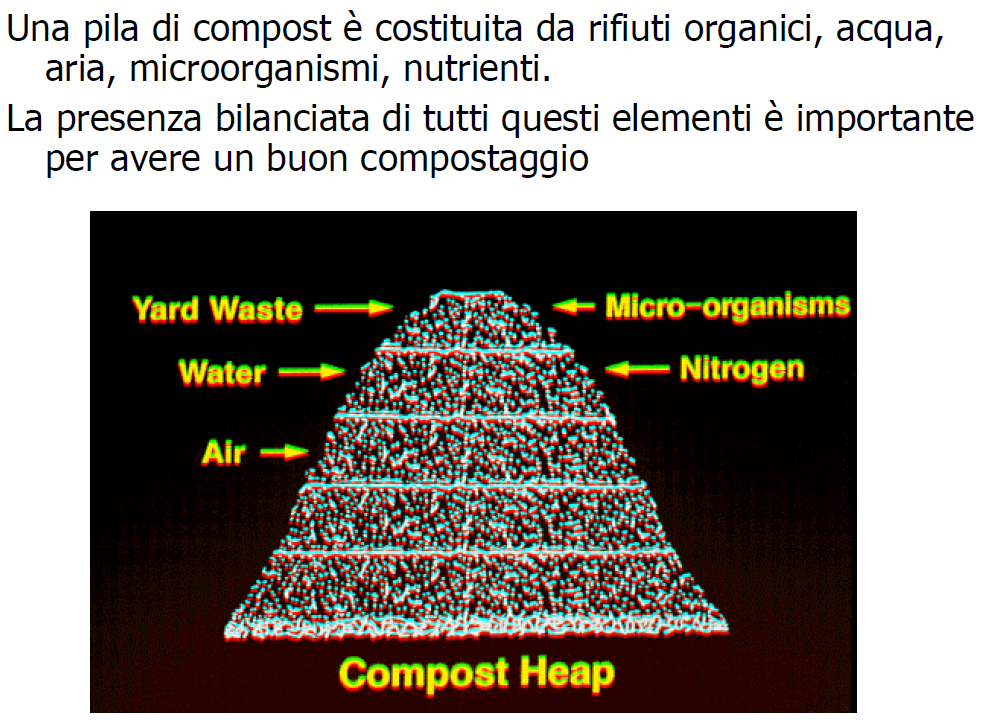 Una pila di compost è costituita da rifiuti organici, acqua,
aria, microorganismi, nutrienti.
La presenza bilanciata di tutti questi elementi è importante
per avere un buon compostaggio
Yard Waste
Micro-organisms
Water
Nitrogen
Air
Compost Heap